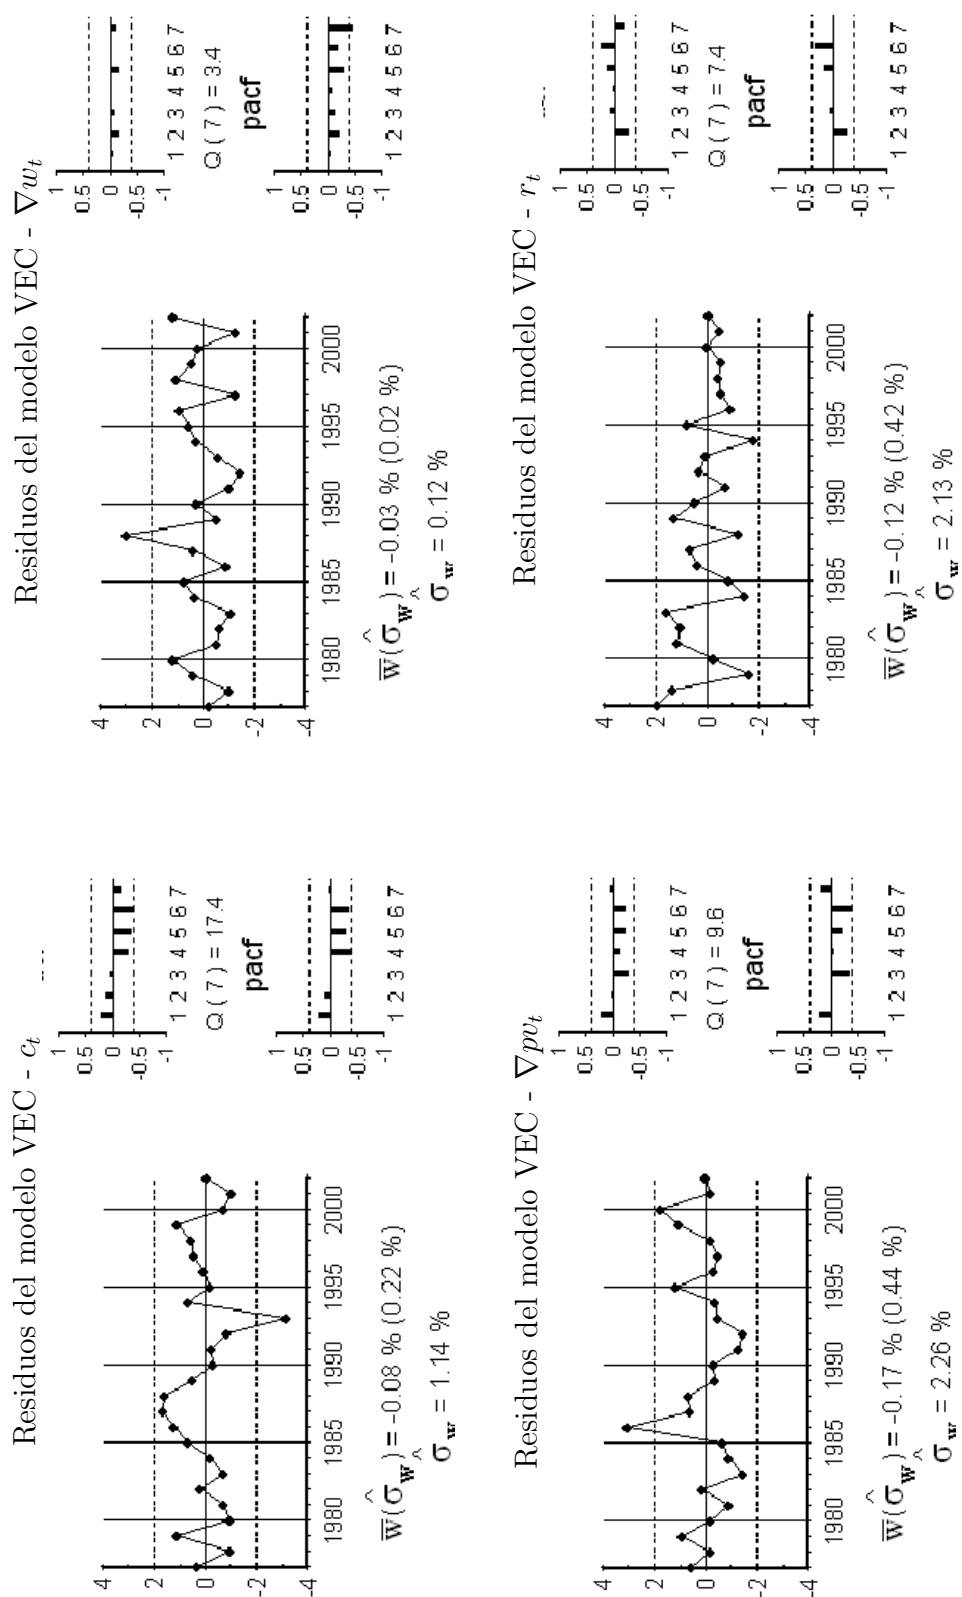 Residuos del modelo VEC - c_t
4
2
0
-2
-4
1980 1985 1990 1995 2000
w̅(σ̂_w) = -0.08 % (0.22 %)
σ̂_w = 1.14 %
1
0.5
0
-0.5
-1
1 2 3 4 5 6 7
Q ( 7 ) = 17.4
pacf
1
0.5
0
-0.5
-1
1 2 3 4 5 6 7
Residuos del modelo VEC - ∇w_t
4
2
0
-2
-4
1980 1985 1990 1995 2000
w̅(σ̂_w) = -0.03 % (0.02 %)
σ̂_w = 0.12 %
1
0.5
0
-0.5
-1
1 2 3 4 5 6 7
Q ( 7 ) = 3.4
pacf
1
0.5
0
-0.5
-1
1 2 3 4 5 6 7
Residuos del modelo VEC - ∇pv_t
4
2
0
-2
-4
1980 1985 1990 1995 2000
w̅(σ̂_w) = -0.17 % (0.44 %)
σ̂_w = 2.26 %
1
0.5
0
-0.5
-1
1 2 3 4 5 6 7
Q ( 7 ) = 9.6
pacf
1
0.5
0
-0.5
-1
1 2 3 4 5 6 7
Residuos del modelo VEC - r_t
4
2
0
-2
-4
1980 1985 1990 1995 2000
w̅(σ̂_w) = -0.12 % (0.42 %)
σ̂_w = 2.13 %
1
0.5
0
-0.5
-1
1 2 3 4 5 6 7
Q ( 7 ) = 7.4
pacf
1
0.5
0
-0.5
-1
1 2 3 4 5 6 7